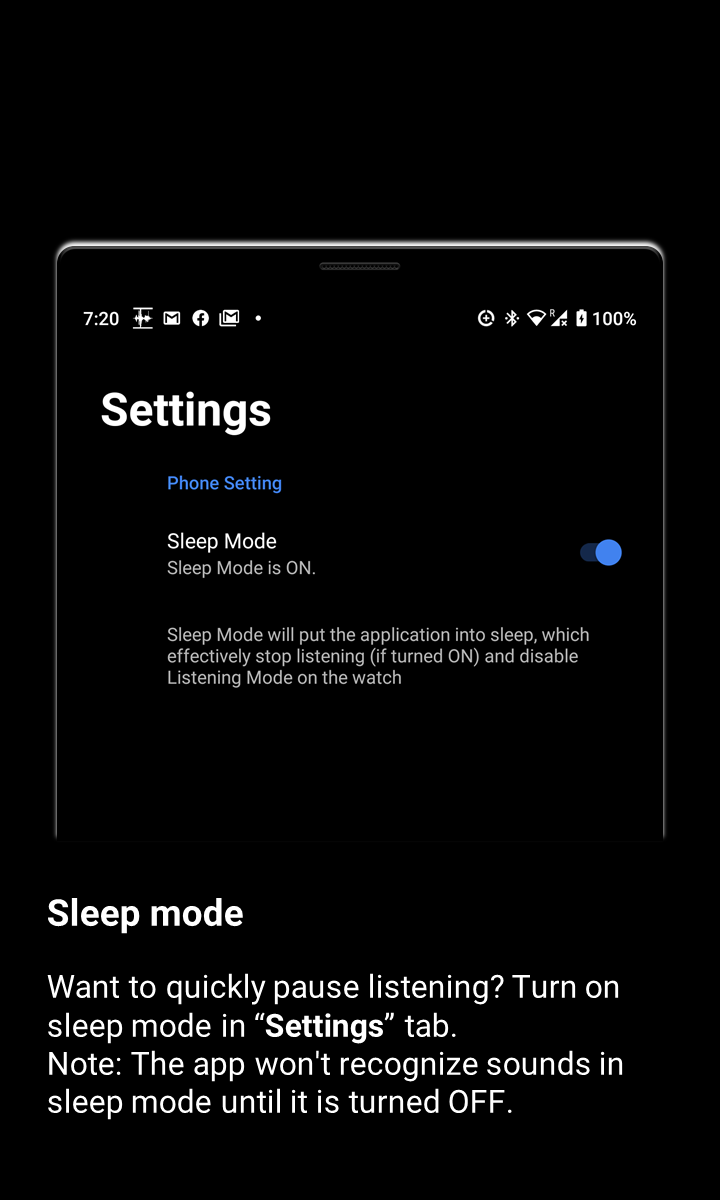 7:20
R
100%
Settings
Phone Setting
Sleep Mode
Sleep Mode is ON.
Sleep Mode will put the application into sleep, which
effectively stop listening (if turned ON) and disable
Listening Mode on the watch
Sleep mode
Want to quickly pause listening? Turn on
sleep mode in “Settings” tab.
Note: The app won't recognize sounds in
sleep mode until it is turned OFF.